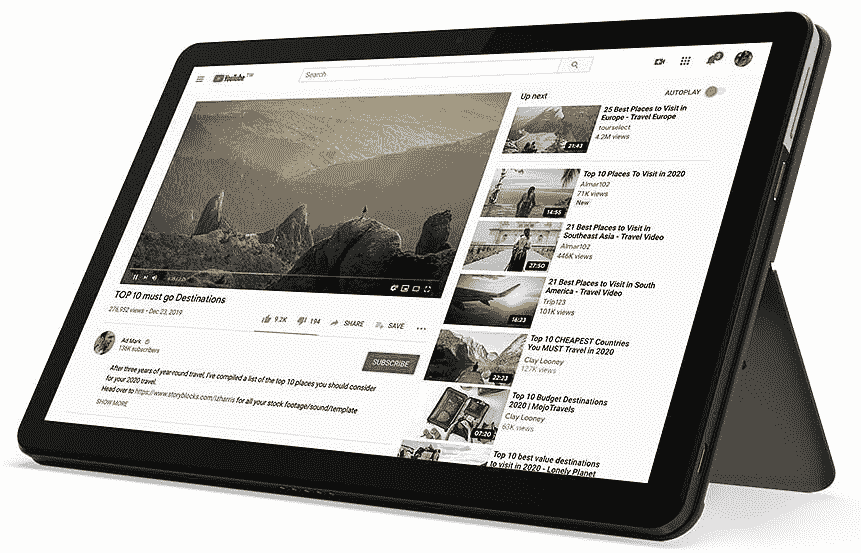 YouTube TW
Search
TOP 10 must go Destinations
276,952 views • Dec 23, 2019
9.2K
194
SHARE
SAVE
Ad Mark
136K subscribers
SUBSCRIBE
After three years of year-round travel, I've compiled a list of the top 10 places you should consider
for your 2020 travel.
Head over to https://www.storyblocks.com/izharris for all your stock footage/sound/template
SHOW MORE
Up next
AUTOPLAY
21:43
25 Best Places to Visit in
Europe - Travel Europe
tourselect
4.2M views
14:55
Top 10 Places To Visit in 2020
Almar102
71K views
New
27:50
21 Best Places to Visit in
Southeast Asia - Travel Video
Almar102
446K views
16:23
21 Best Places to Visit in South
America - Travel Video
Trip123
101K views
22:23
Top 10 CHEAPEST Countries
You MUST Travel in 2020
Clay Looney
127K views
07:20
Top 10 Budget Destinations
2020 | MojoTravels
Clay Looney
63K views
Top 10 best value destinations
to visit in 2020 - Lonely Planet